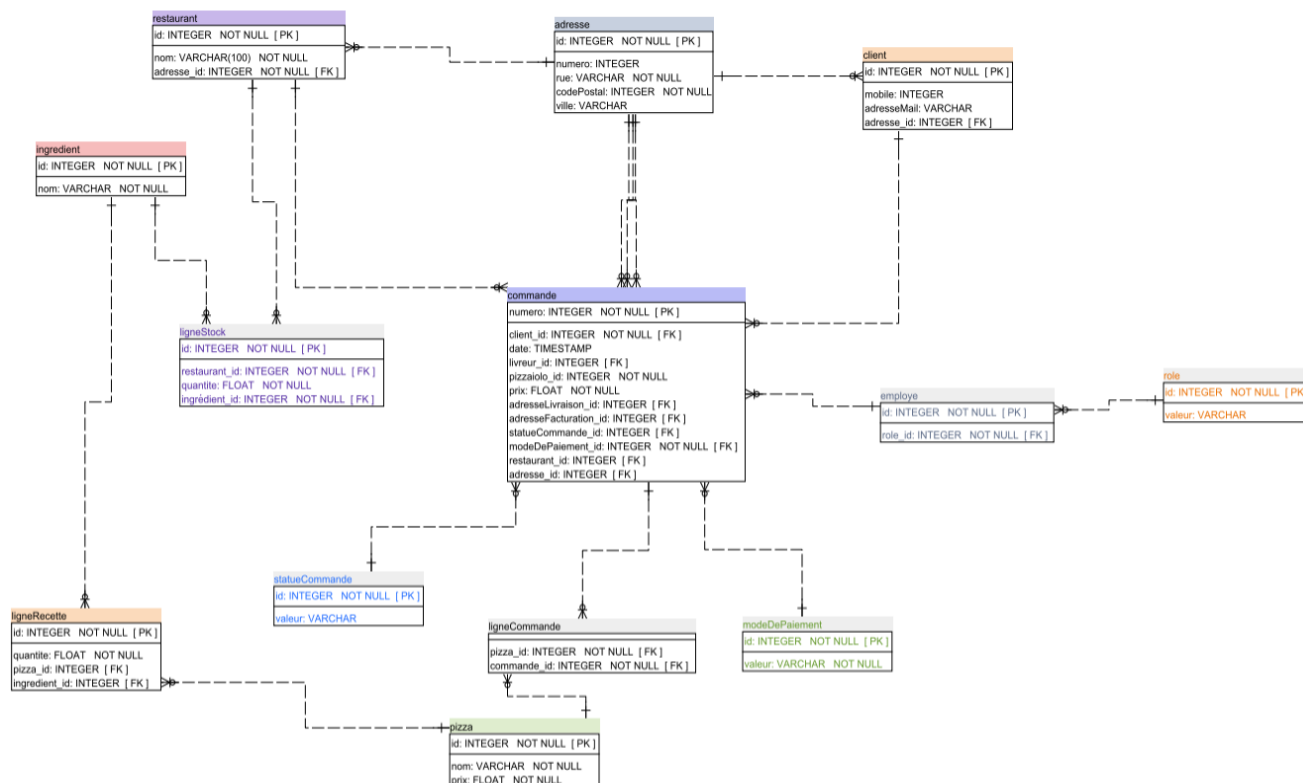 restaurant
id: INTEGER NOT NULL [ PK ]
nom: VARCHAR(100) NOT NULL
adresse_id: INTEGER NOT NULL [ FK ]
adresse
id: INTEGER NOT NULL [ PK ]
numero: INTEGER
rue: VARCHAR NOT NULL
codePostal: INTEGER NOT NULL
ville: VARCHAR
client
id: INTEGER NOT NULL [ PK ]
mobile: INTEGER
adresseMail: VARCHAR
adresse_id: INTEGER [ FK ]
ingredient
id: INTEGER NOT NULL [ PK ]
nom: VARCHAR NOT NULL
commande
numero: INTEGER NOT NULL [ PK ]
client_id: INTEGER NOT NULL [ FK ]
date: TIMESTAMP
livreur_id: INTEGER [ FK ]
pizzaiolo_id: INTEGER NOT NULL
prix: FLOAT NOT NULL
adresseLivraison_id: INTEGER [ FK ]
adresseFacturation_id: INTEGER [ FK ]
statueCommande_id: INTEGER [ FK ]
modeDePaiement_id: INTEGER NOT NULL [ FK ]
restaurant_id: INTEGER [ FK ]
adresse_id: INTEGER [ FK ]
ligneStock
id: INTEGER NOT NULL [ PK ]
restaurant_id: INTEGER NOT NULL [ FK ]
quantite: FLOAT NOT NULL
ingrédient_id: INTEGER NOT NULL [ FK ]
employe
id: INTEGER NOT NULL [ PK ]
role_id: INTEGER NOT NULL [ FK ]
role
id: INTEGER NOT NULL [ PK ]
valeur: VARCHAR
statueCommande
id: INTEGER NOT NULL [ PK ]
valeur: VARCHAR
ligneRecette
id: INTEGER NOT NULL [ PK ]
quantite: FLOAT NOT NULL
pizza_id: INTEGER [ FK ]
ingredient_id: INTEGER [ FK ]
ligneCommande
pizza_id: INTEGER NOT NULL [ FK ]
commande_id: INTEGER NOT NULL [ FK ]
modeDePaiement
id: INTEGER NOT NULL [ PK ]
valeur: VARCHAR NOT NULL
pizza
id: INTEGER NOT NULL [ PK ]
nom: VARCHAR NOT NULL
prix: FLOAT NOT NULL